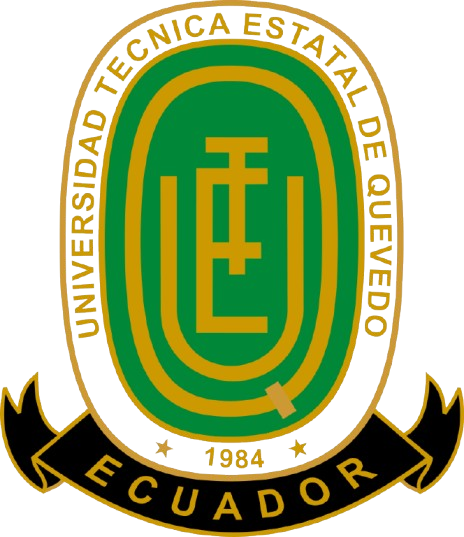 UNIVERSIDAD TECNICA ESTATAL DE QUEVEDO
1984
ECUADOR